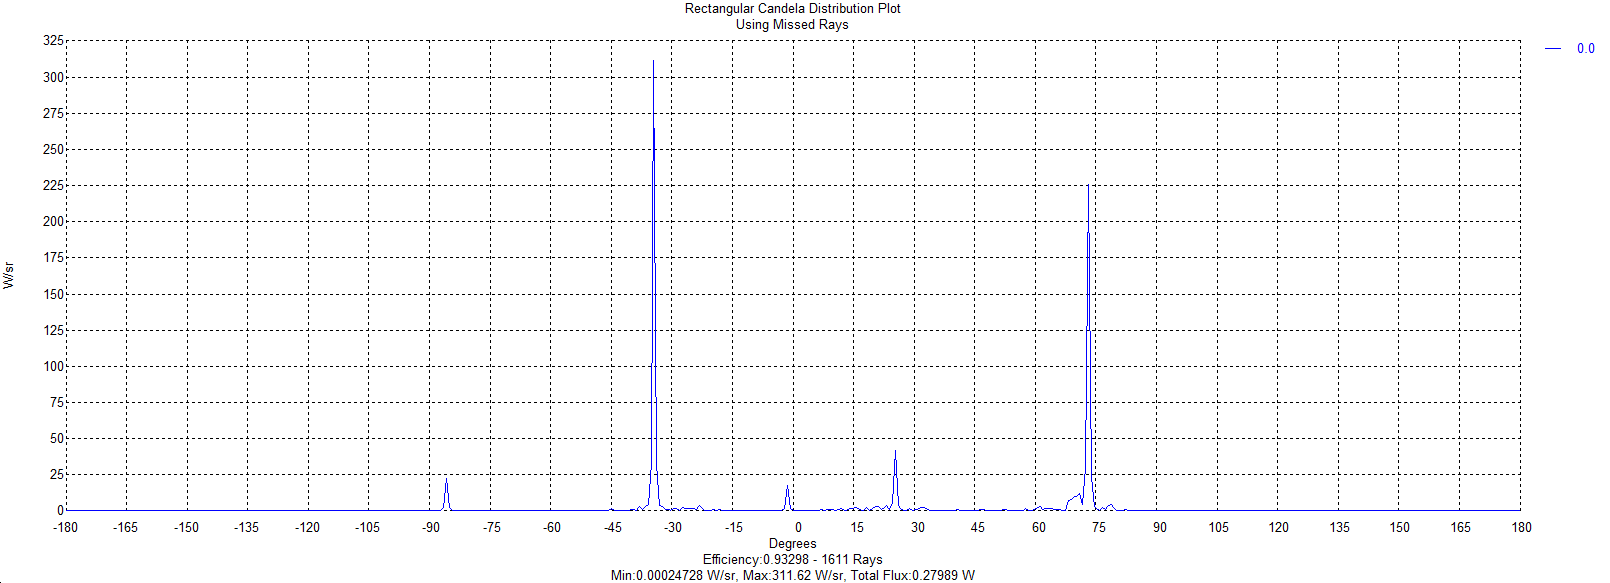 Rectangular Candela Distribution Plot
Using Missed Rays
325
300
275
250
225
200
175
150
125
100
75
50
25
0
W/sr
0.0
-180 -165 -150 -135 -120 -105 -90 -75 -60 -45 -30 -15 0 15 30 45 60 75 90 105 120 135 150 165 180
Degrees
Efficiency:0.93298 - 1611 Rays
Min:0.00024728 W/sr, Max:311.62 W/sr, Total Flux:0.27989 W